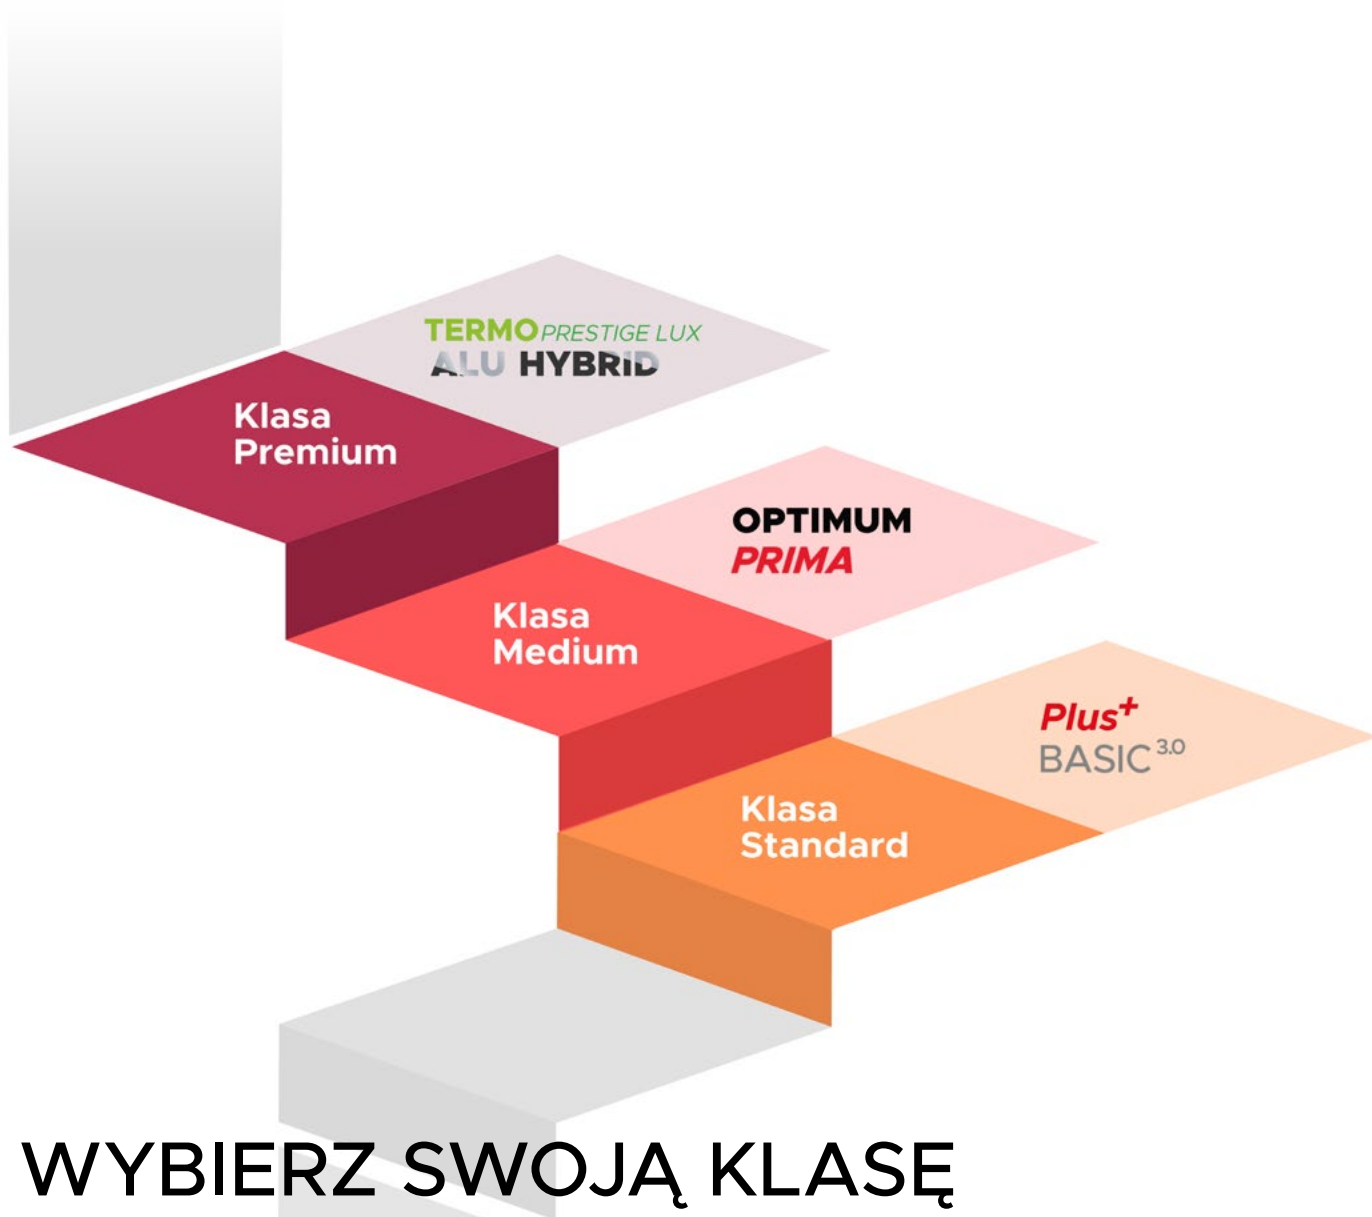 TERMO PRESTIGE LUX
ALU HYBRID
Klasa
Premium
OPTIMUM
PRIMA
Klasa
Medium
Plus+
BASIC 3.0
Klasa
Standard
WYBIERZ SWOJĄ KLASĘ